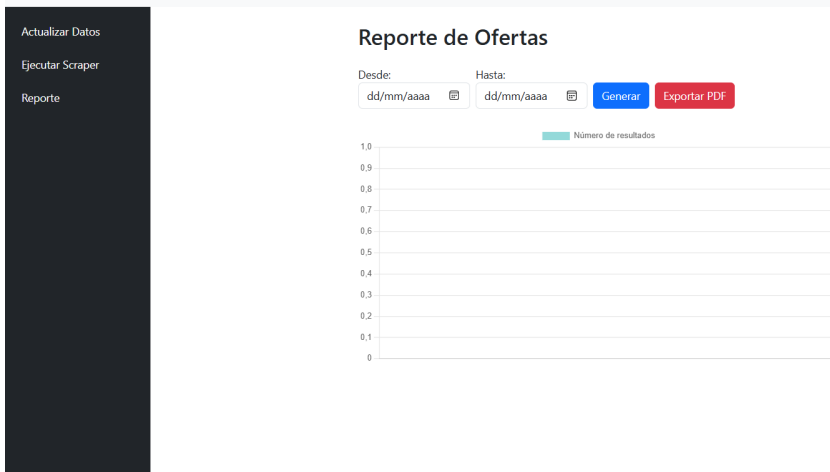 Actualizar Datos
Ejecutar Scraper
Reporte
Reporte de Ofertas
Desde:
Hasta:
dd/mm/aaaa
dd/mm/aaaa
Generar
Exportar PDF
Número de resultados
1,0
0,9
0,8
0,7
0,6
0,5
0,4
0,3
0,2
0,1
0